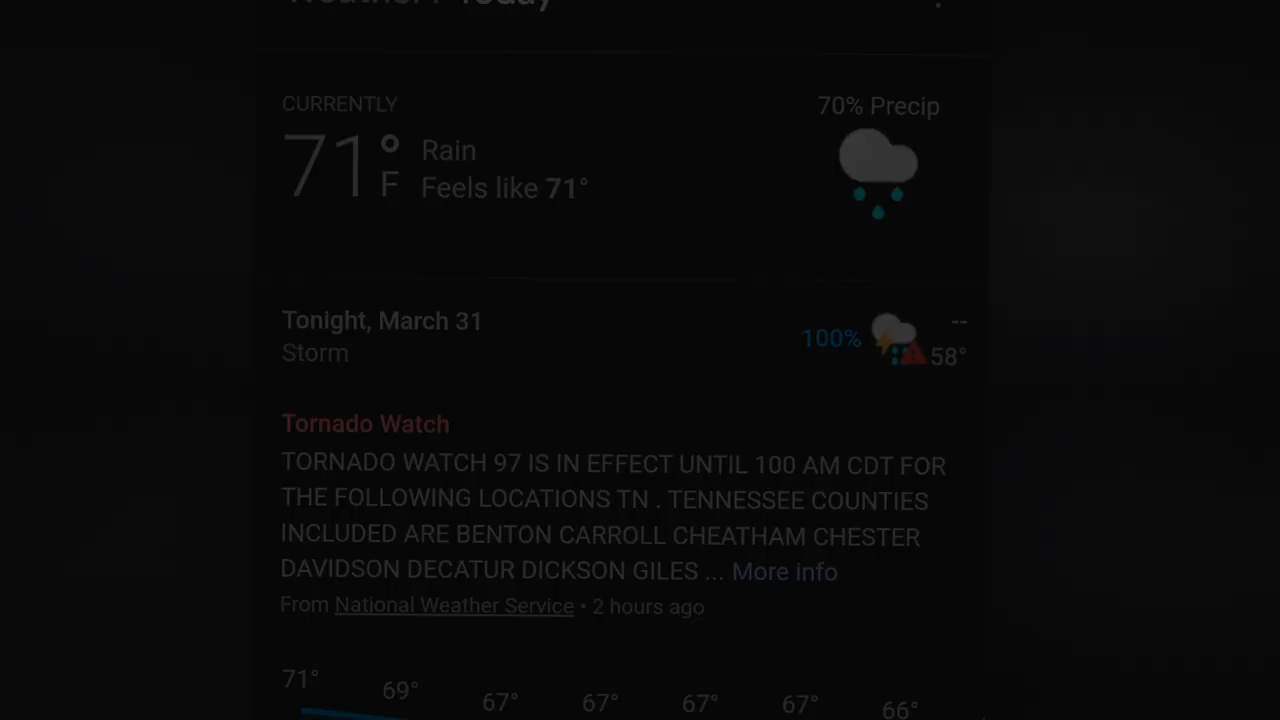 Today
CURRENTLY
70% Precip
71° F
Rain
Feels like 71°
Tonight, March 31
Storm
100%
--
58°
Tornado Watch
TORNADO WATCH 97 IS IN EFFECT UNTIL 100 AM CDT FOR
THE FOLLOWING LOCATIONS TN . TENNESSEE COUNTIES
INCLUDED ARE BENTON CARROLL CHEATHAM CHESTER
DAVIDSON DECATUR DICKSON GILES ... More info
From National Weather Service • 2 hours ago
71° 69° 67° 67° 67° 67° 66°